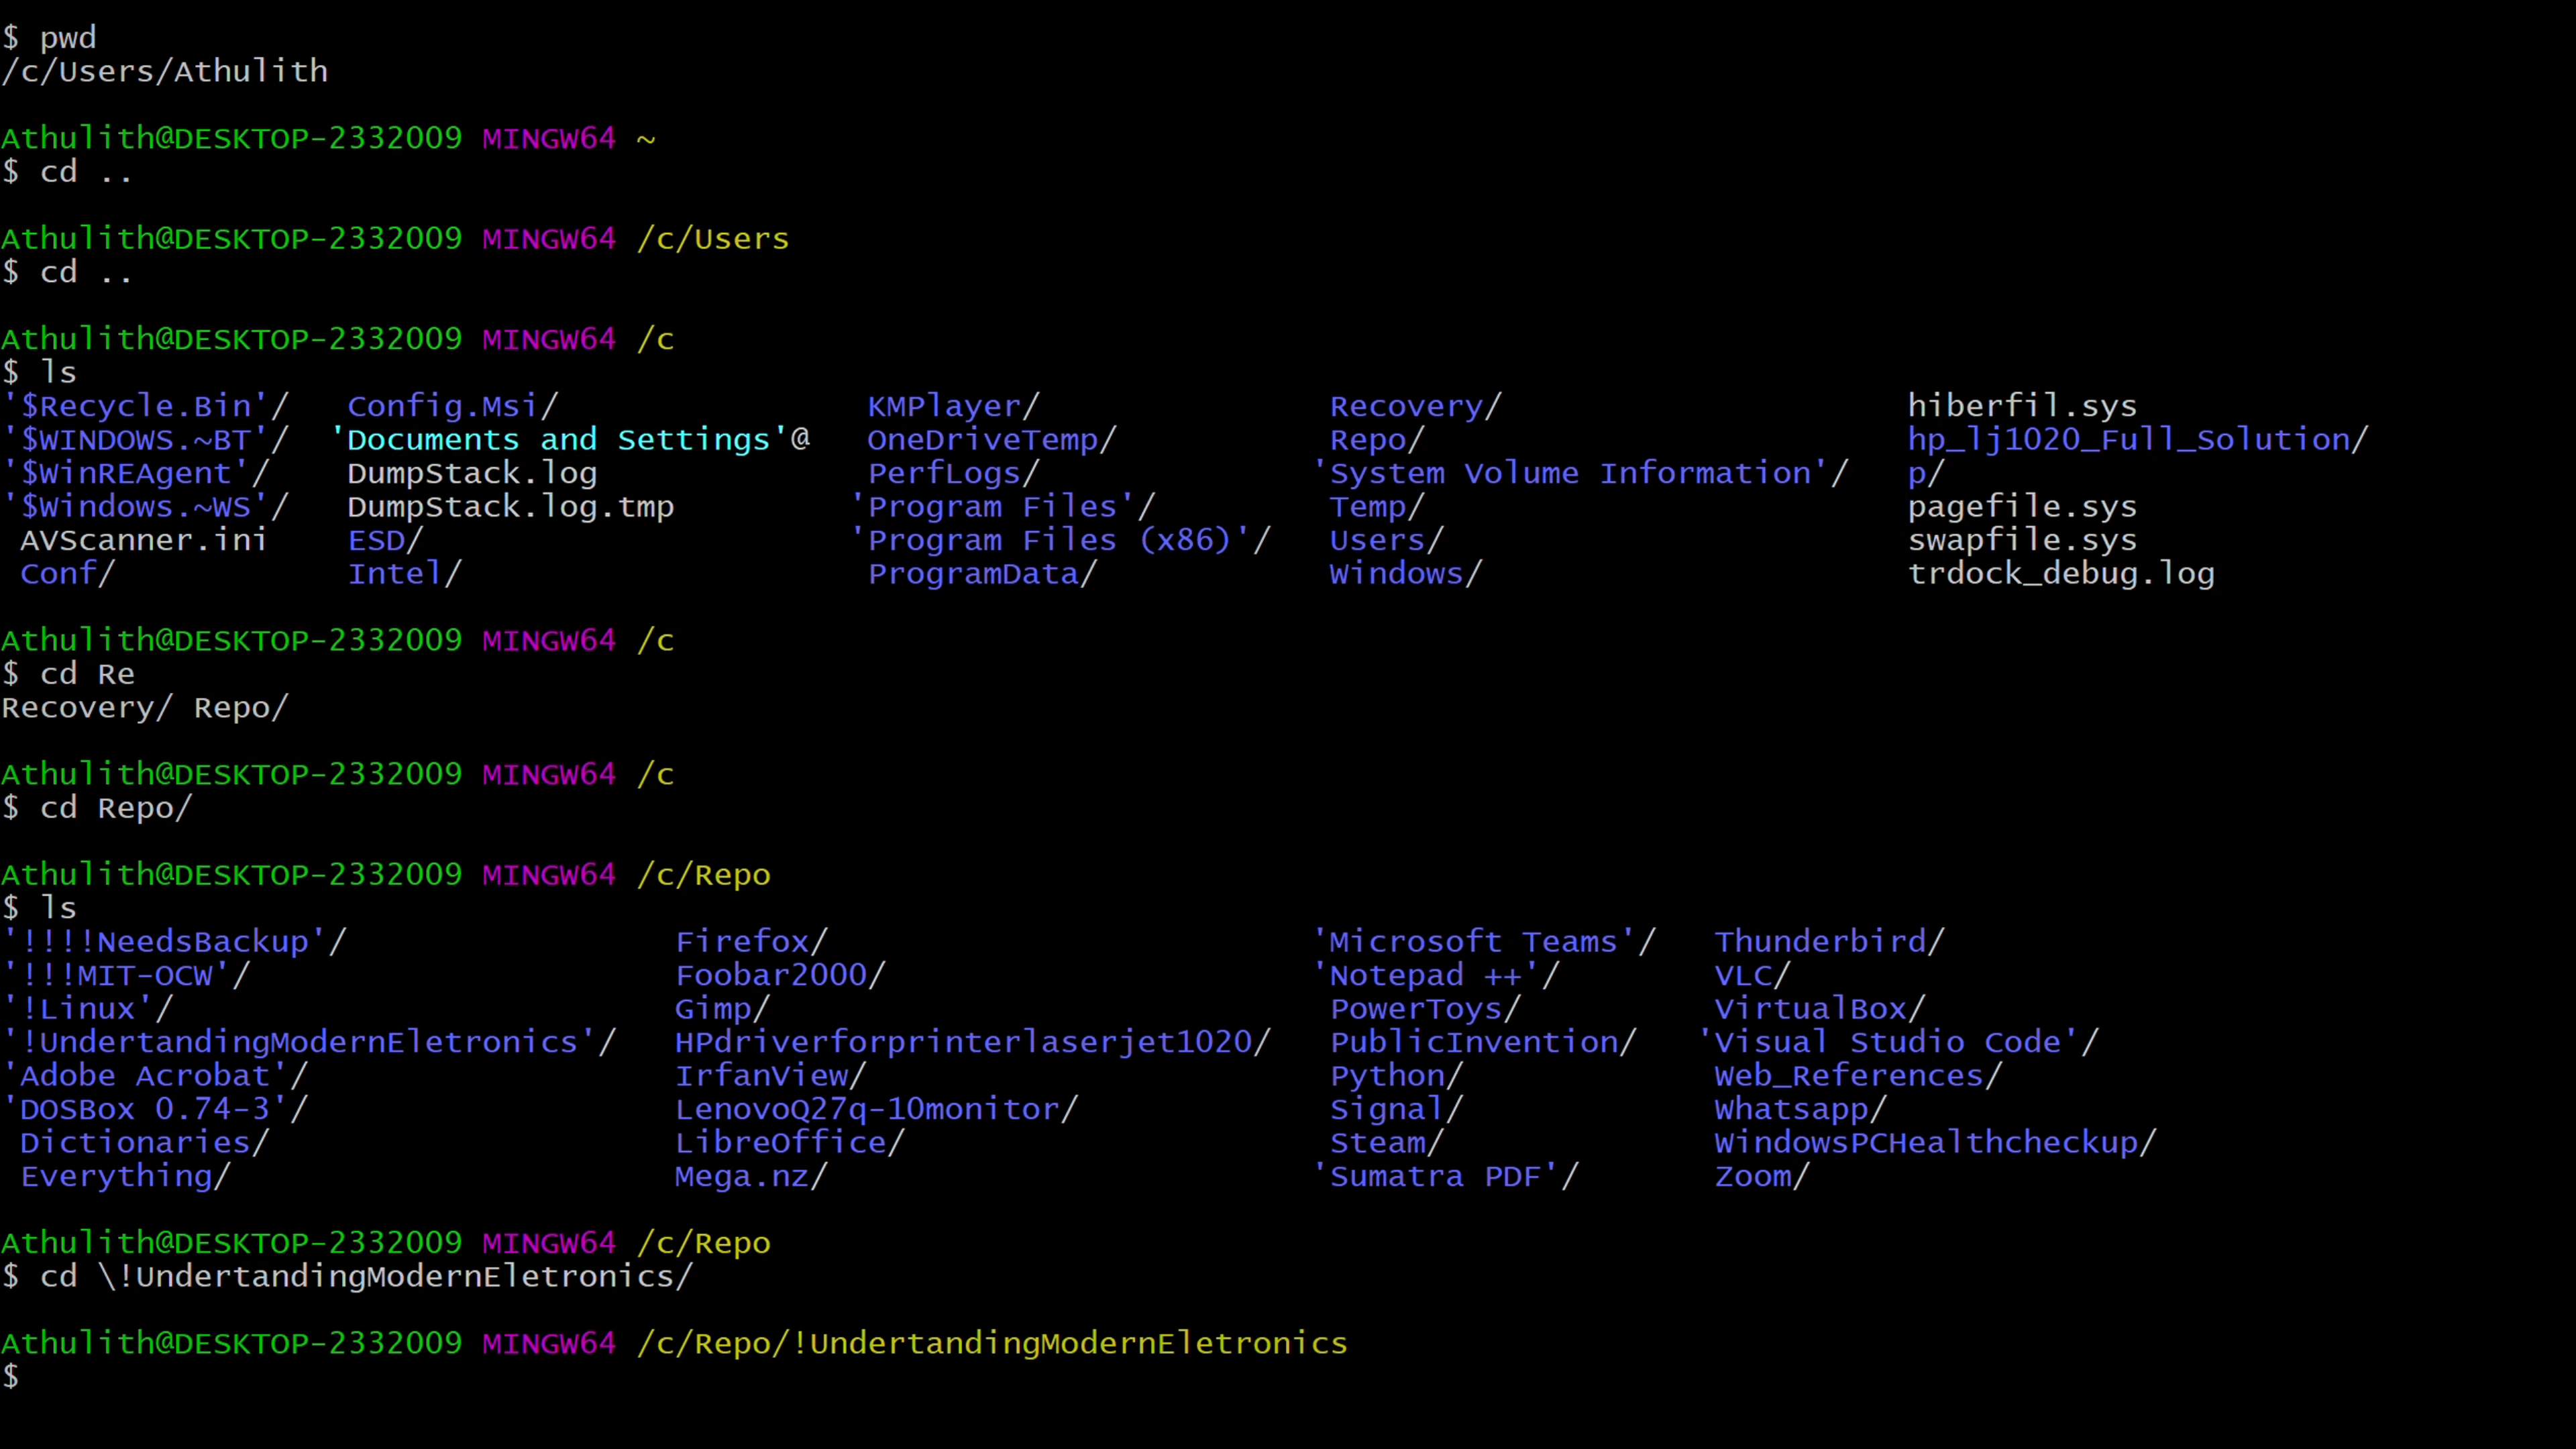 $ pwd
/c/Users/Athulith
Athulith@DESKTOP-2332009 MINGW64 ~
$ cd ..
Athulith@DESKTOP-2332009 MINGW64 /c/Users
$ cd ..
Athulith@DESKTOP-2332009 MINGW64 /c
$ ls
'$Recycle.Bin'/   Config.Msi/                KMPlayer/               Recovery/                     hiberfil.sys
'$WINDOWS.~BT'/  'Documents and Settings'@   OneDriveTemp/           Repo/                         hp_lj1020_Full_Solution/
'$WinREAgent'/    DumpStack.log              PerfLogs/              'System Volume Information'/   p/
'$Windows.~WS'/   DumpStack.log.tmp         'Program Files'/         Temp/                         pagefile.sys
 AVScanner.ini    ESD/                      'Program Files (x86)'/   Users/                        swapfile.sys
 Conf/            Intel/                     ProgramData/            Windows/                      trdock_debug.log
Athulith@DESKTOP-2332009 MINGW64 /c
$ cd Re
Recovery/ Repo/
Athulith@DESKTOP-2332009 MINGW64 /c
$ cd Repo/
Athulith@DESKTOP-2332009 MINGW64 /c/Repo
$ ls
'!!!!NeedsBackup'/                 Firefox/                         'Microsoft Teams'/   Thunderbird/
'!!!MIT-OCW'/                      Foobar2000/                      'Notepad ++'/        VLC/
'!Linux'/                          Gimp/                             PowerToys/          VirtualBox/
'!UndertandingModernEletronics'/   HPdriverforprinterlaserjet1020/   PublicInvention/   'Visual Studio Code'/
'Adobe Acrobat'/                   IrfanView/                        Python/             Web_References/
'DOSBox 0.74-3'/                   LenovoQ27q-10monitor/             Signal/             Whatsapp/
 Dictionaries/                     LibreOffice/                      Steam/              WindowsPCHealthcheckup/
 Everything/                       Mega.nz/                         'Sumatra PDF'/       Zoom/
Athulith@DESKTOP-2332009 MINGW64 /c/Repo
$ cd \!UndertandingModernEletronics/
Athulith@DESKTOP-2332009 MINGW64 /c/Repo/!UndertandingModernEletronics
$